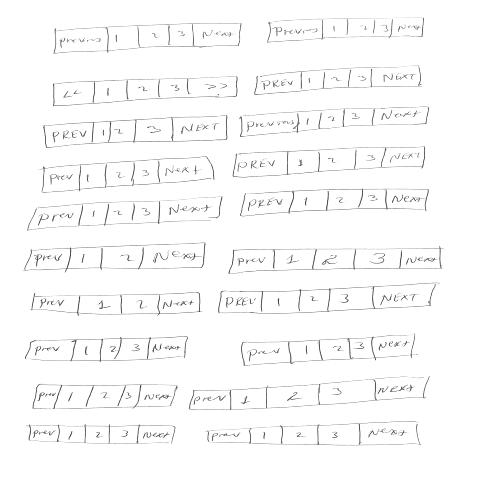 Previous 1 2 3 Next Previous 1 2 3 Next
<< 1 2 3 >> PREV 1 2 3 NEXT
PREV 1 2 3 NEXT Previous 1 2 3 Next
Prev 1 2 3 Next PREV 1 2 3 NEXT
Prev 1 2 3 Next PREV 1 2 3 Next
Prev 1 2 Next Prev 1 2 3 Next
Prev 1 2 Next PREV 1 2 3 NEXT
Prev 1 2 3 Next Prev 1 2 3 Next
Prev 1 2 3 Next Prev 1 2 3 Next
Prev 1 2 3 Next Prev 1 2 3 Next